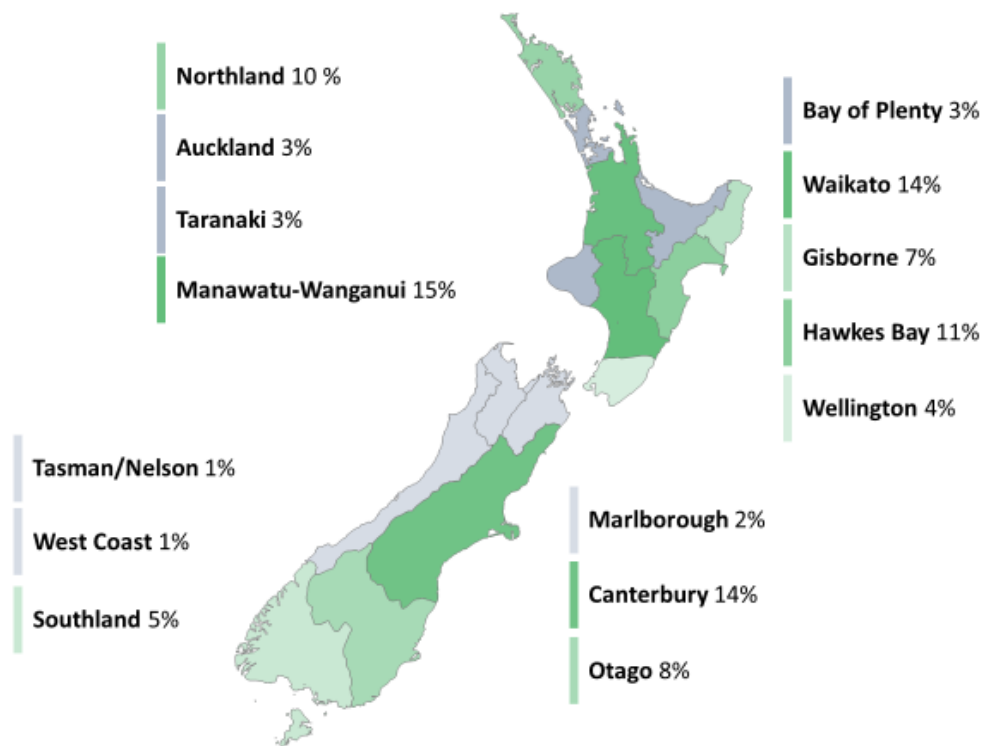 Northland 10 %
Auckland 3%
Taranaki 3%
Manawatu-Wanganui 15%
Bay of Plenty 3%
Waikato 14%
Gisborne 7%
Hawkes Bay 11%
Wellington 4%
Tasman/Nelson 1%
West Coast 1%
Southland 5%
Marlborough 2%
Canterbury 14%
Otago 8%